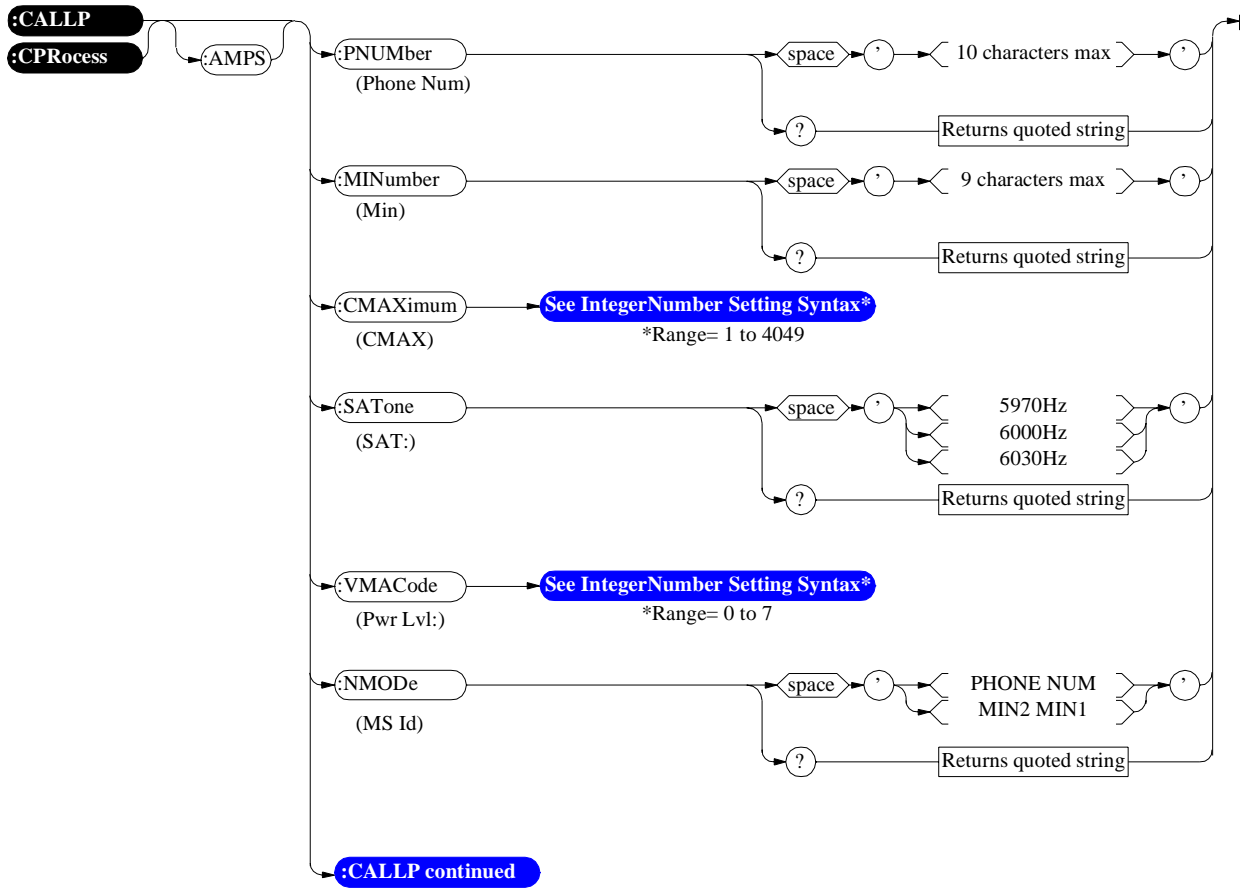 :CALLP
:CPRocess
:AMPS
:PNUMber
(Phone Num)
space
’
10 characters max
’
?
Returns quoted string
:MINumber
(Min)
space
’
9 characters max
’
?
Returns quoted string
:CMAXimum
(CMAX)
See IntegerNumber Setting Syntax*
*Range= 1 to 4049
:SATone
(SAT:)
space
’
5970Hz
6000Hz
6030Hz
’
?
Returns quoted string
:VMACode
(Pwr Lvl:)
See IntegerNumber Setting Syntax*
*Range= 0 to 7
:NMODe
(MS Id)
space
’
PHONE NUM
MIN2 MIN1
’
?
Returns quoted string
:CALLP continued